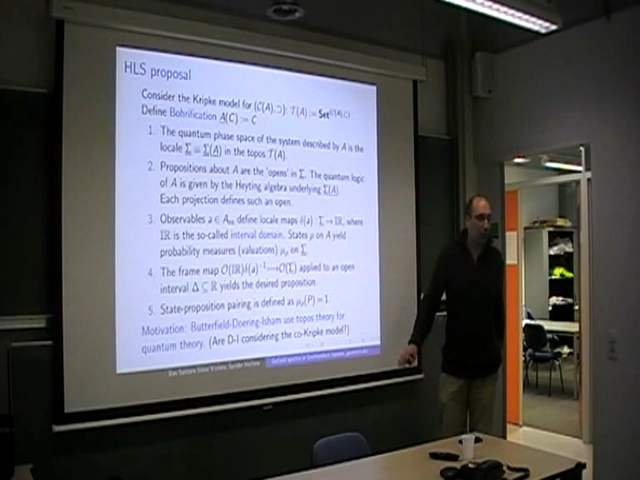 HLS proposal
Consider the Kripke model for (C(A), ⊃): T(A) := Set^(C(A),⊂)
Define Bohrification A(C) := C
1. The quantum phase space of the system described by A is the
locale Σ ≡ Σ(A) in the topos T(A).
2. Propositions about A are the 'opens' in Σ. The quantum logic
of A is given by the Heyting algebra underlying Σ(A).
Each projection defines such an open.
3. Observables a ∈ A_sa define locale maps δ(a) : Σ → IR, where
IR is the so-called interval domain. States ρ on A yield
probability measures (valuations) μ_ρ on Σ.
4. The frame map O(IR) δ(a)⁻¹ → O(Σ) applied to an open
interval Δ ⊆ ℝ yields the desired proposition.
5. State-proposition pairing is defined as μ_ρ(P) = 1.
Motivation: Butterfield-Doering-Isham use topos theory for
quantum theory. (Are D-I considering the co-Kripke model?)
Bas Spitters